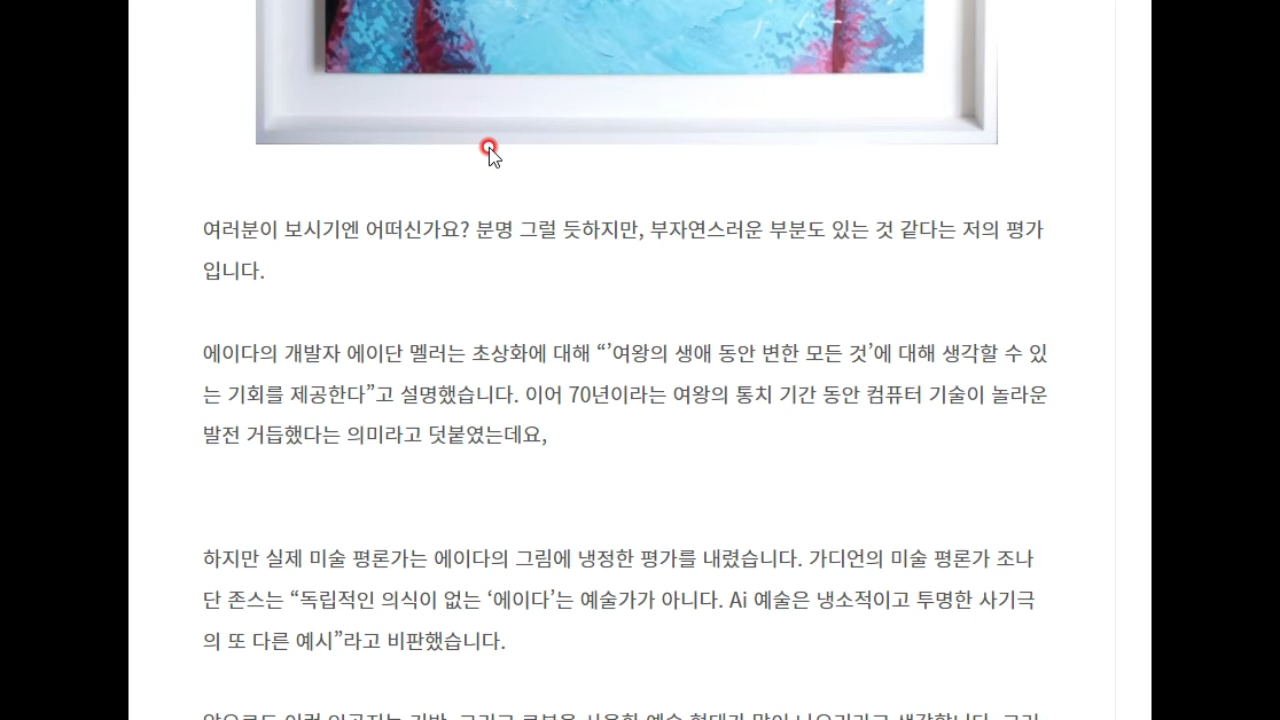 여러분이 보시기엔 어떠신가요? 분명 그럴 듯하지만, 부자연스러운 부분도 있는 것 같다는 저의 평가
입니다.
에이다의 개발자 에이단 멜러는 초상화에 대해 “’여왕의 생애 동안 변한 모든 것’에 대해 생각할 수 있
는 기회를 제공한다”고 설명했습니다. 이어 70년이라는 여왕의 통치 기간 동안 컴퓨터 기술이 놀라운
발전 거듭했다는 의미라고 덧붙였는데요,
하지만 실제 미술 평론가는 에이다의 그림에 냉정한 평가를 내렸습니다. 가디언의 미술 평론가 조나
단 존스는 “독립적인 의식이 없는 ‘에이다’는 예술가가 아니다. Ai 예술은 냉소적이고 투명한 사기극
의 또 다른 예시”라고 비판했습니다.